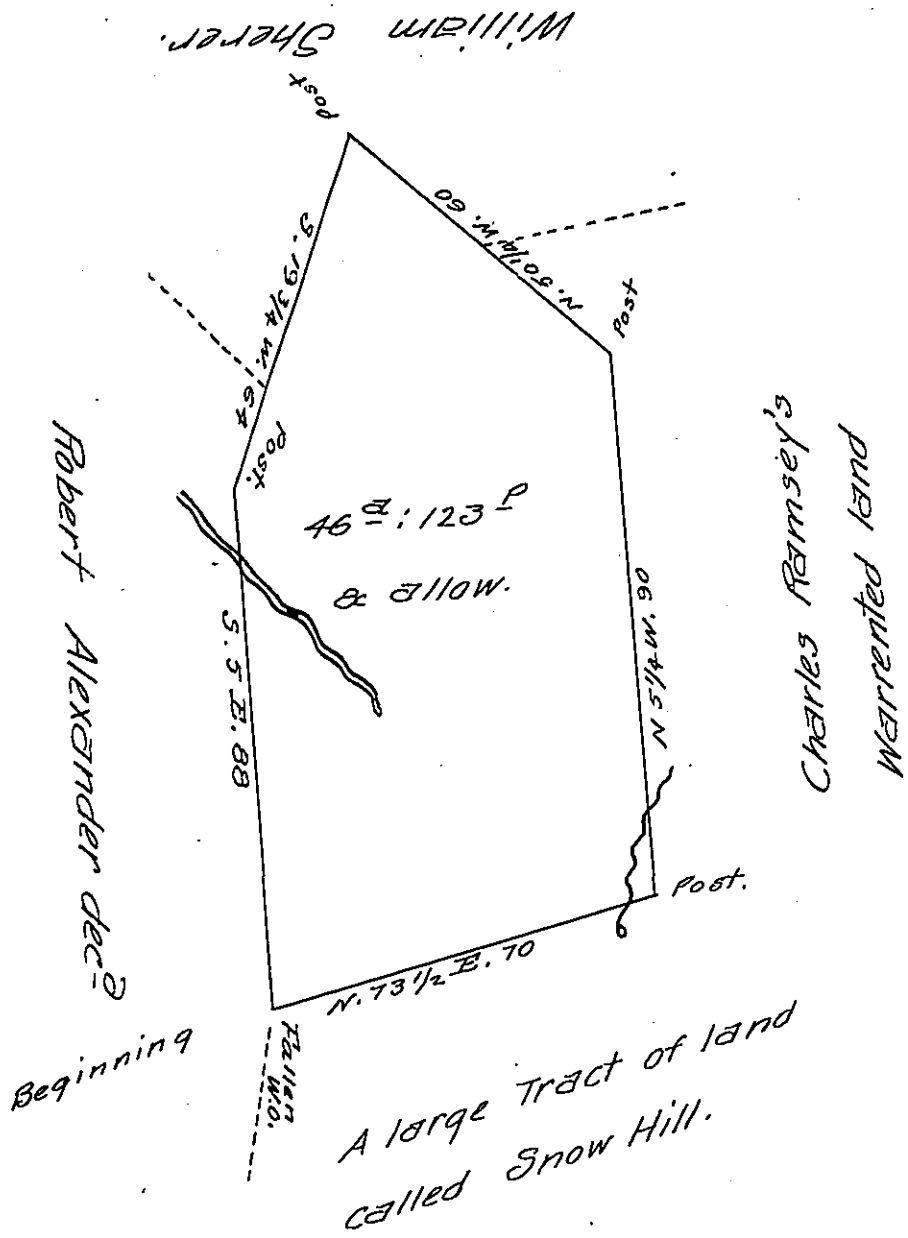 William Sherer.
Post
N. 50 1/4 W. 60
S. 19 3/4 W. 64
Post
Post.
46 a : 123 P
& allow.
Robert Alexander decd
S. 5 E. 88
N 5 1/4 W. 90
Charles Ramsey's
Warrented land
Post.
N. 73 1/2 E. 70
Beginning
Fallen
W.O.
A large Tract of land
called Snow Hill.